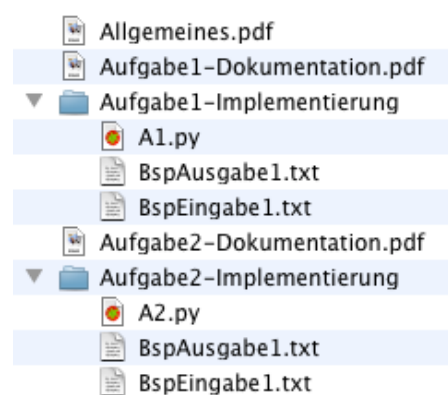 Allgemeines.pdf
Aufgabe1-Dokumentation.pdf
Aufgabe1-Implementierung
A1.py
BspAusgabe1.txt
BspEingabe1.txt
Aufgabe2-Dokumentation.pdf
Aufgabe2-Implementierung
A2.py
BspAusgabe1.txt
BspEingabe1.txt